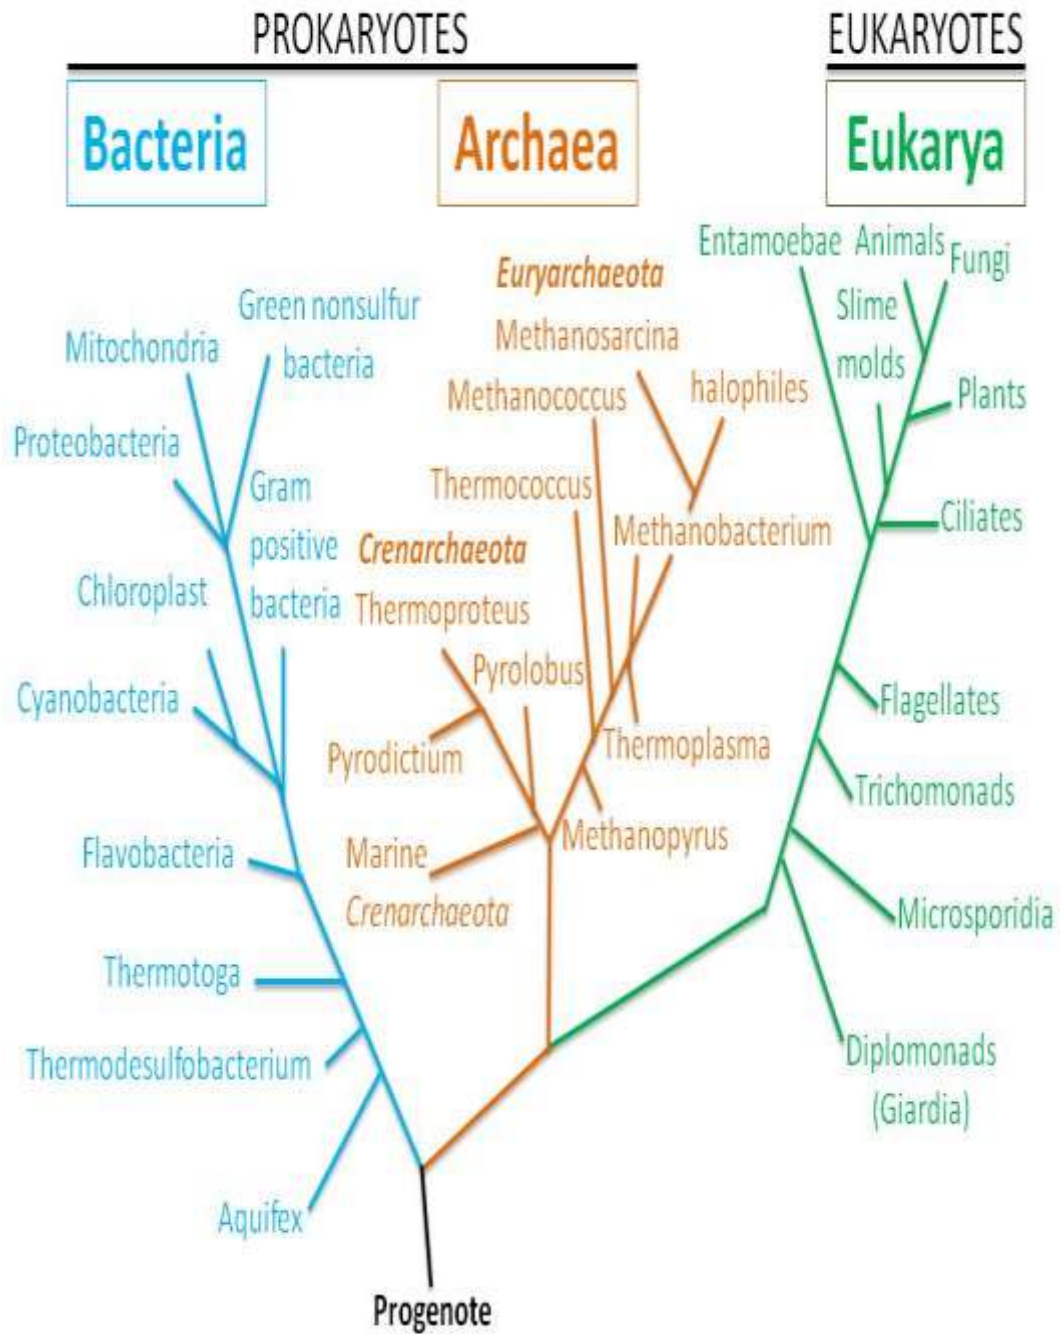 PROKARYOTES
EUKARYOTES
Bacteria
Archaea
Eukarya
Entamoebae
Animals
Fungi
Euryarchaeota
Green nonsulfur
bacteria
Slime
molds
Mitochondria
Methanosarcina
halophiles
Methanococcus
Plants
Proteobacteria
Gram
positive
bacteria
Thermococcus
Methanobacterium
Ciliates
Crenarchaeota
Chloroplast
Thermoproteus
Pyrolobus
Cyanobacteria
Flagellates
Pyrodictium
Thermoplasma
Trichomonads
Flavobacteria
Marine
Crenarchaeota
Methanopyrus
Microsporidia
Thermotoga
Thermodesulfobacterium
Diplomonads
(Giardia)
Aquifex
Progenote